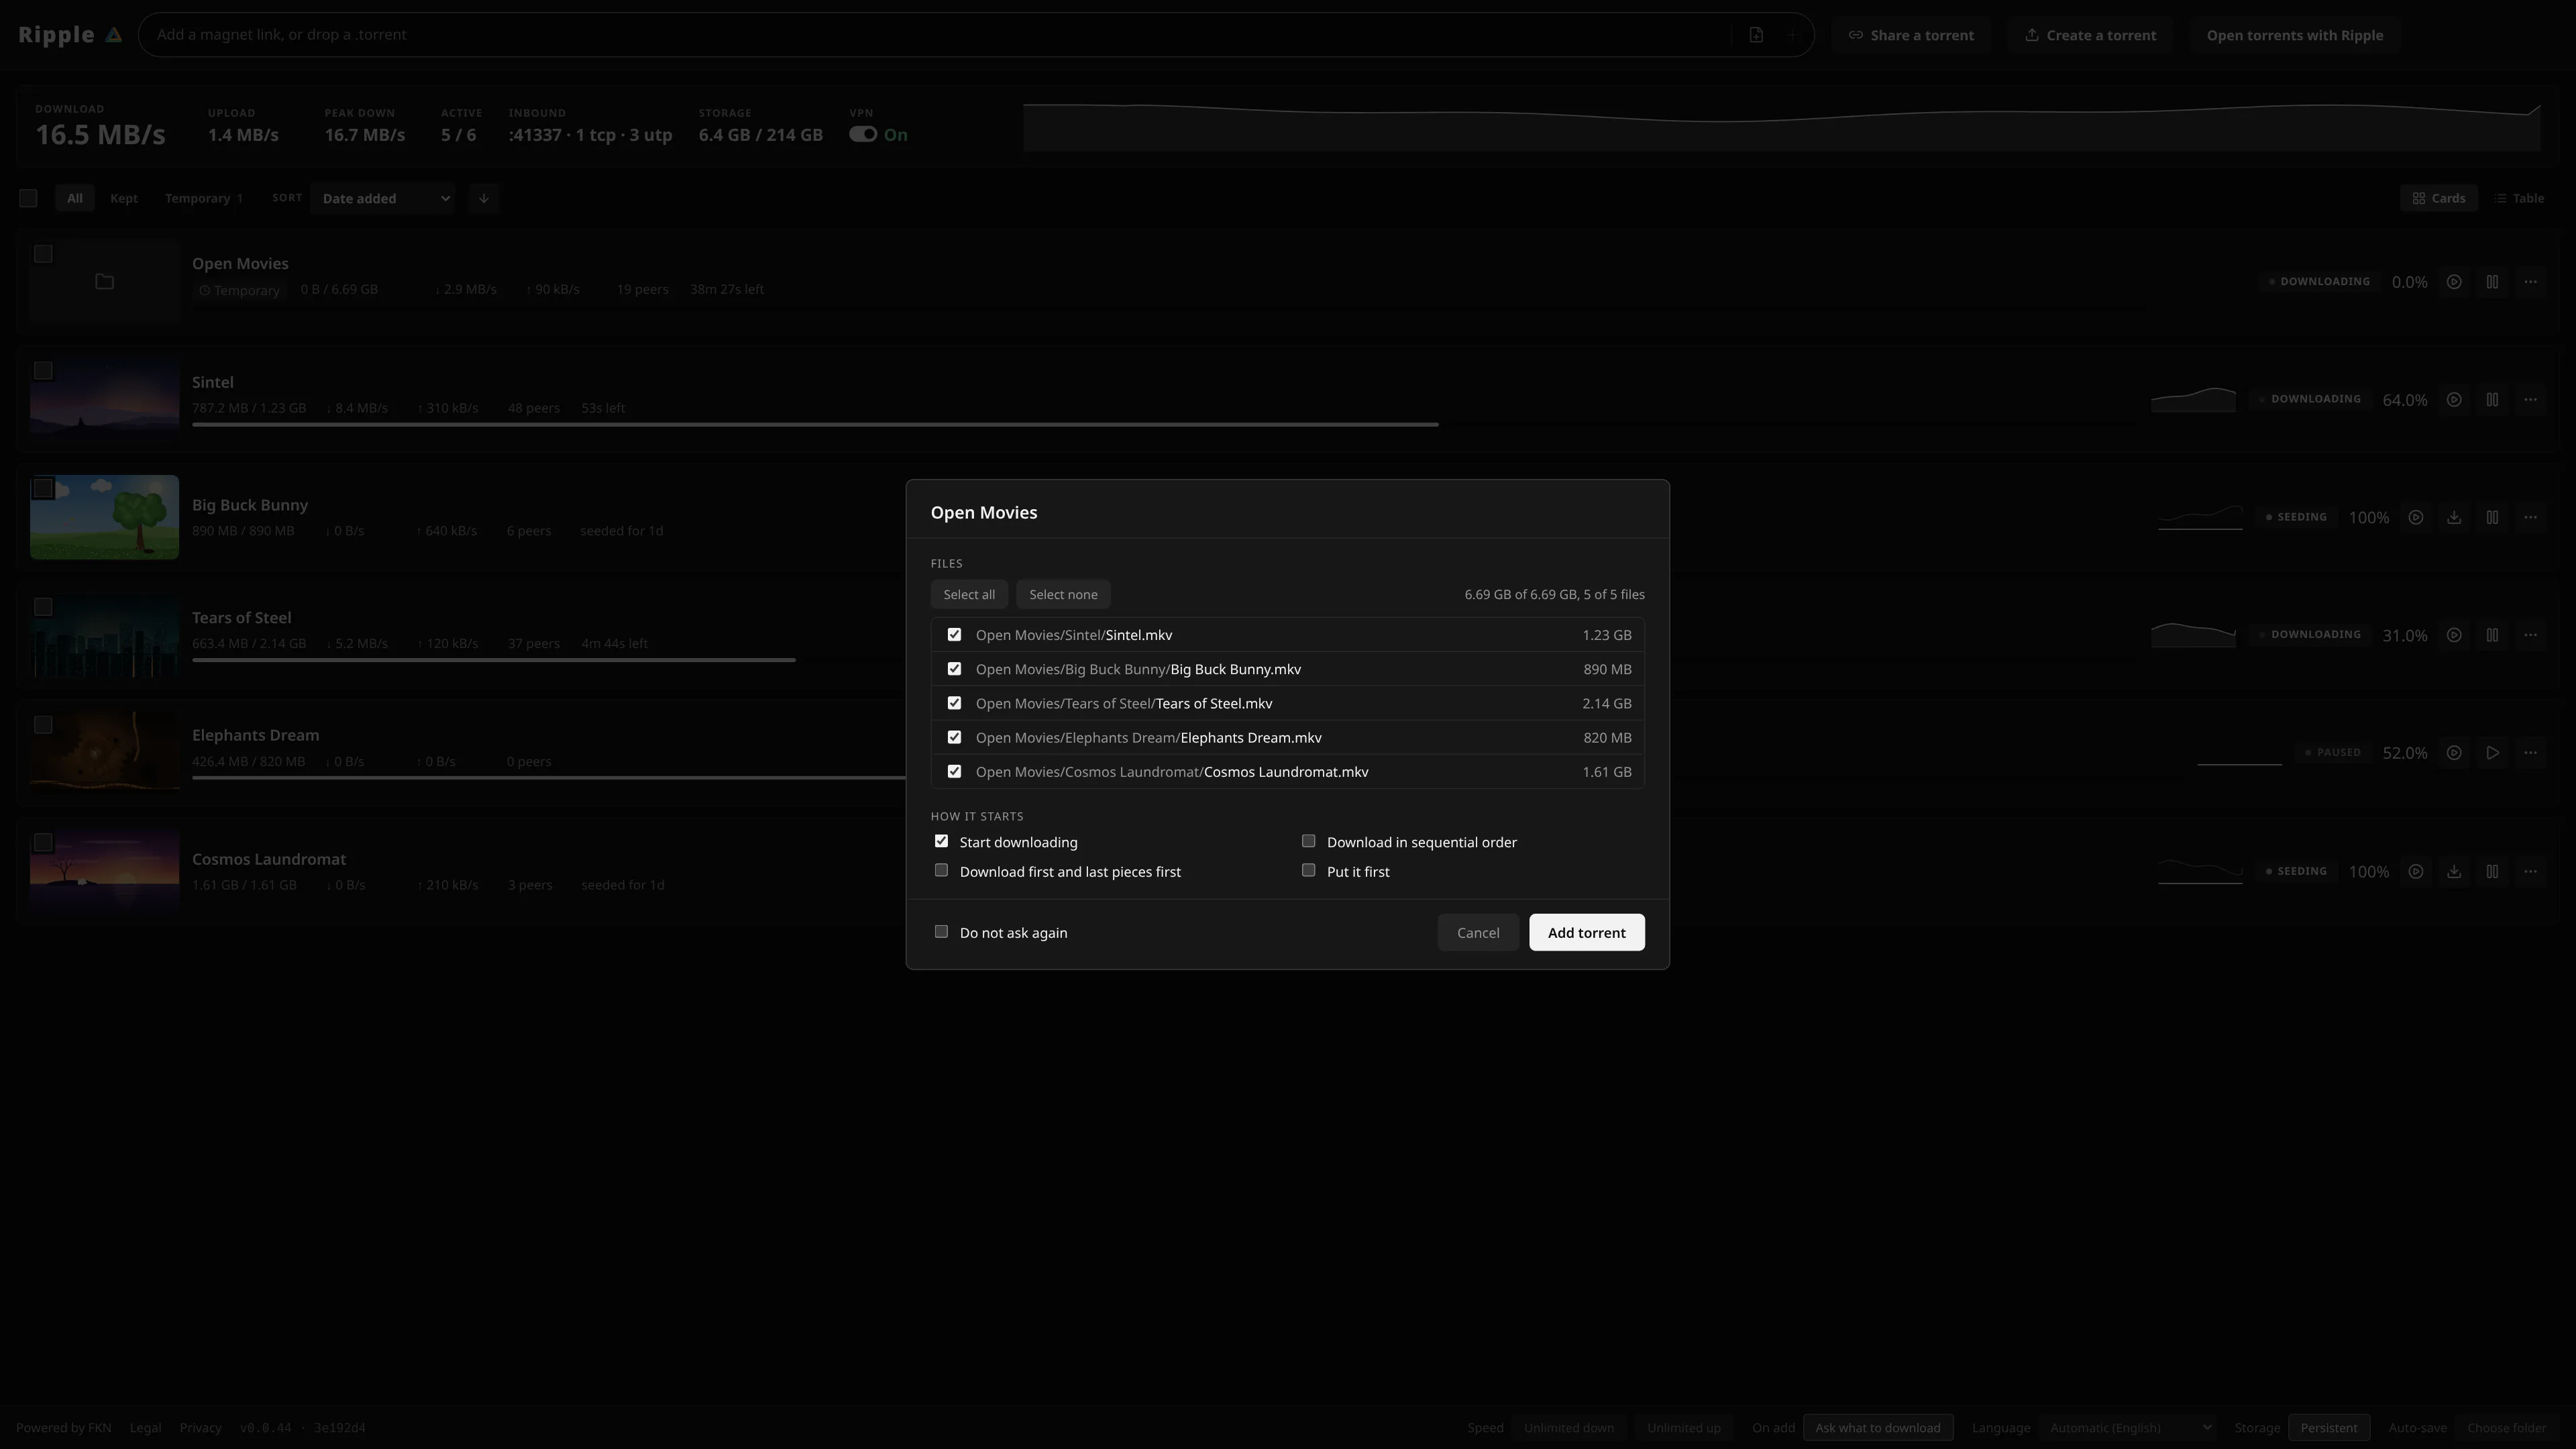 Ripple
Add a magnet link, or drop a .torrent
Share a torrent
Create a torrent
Open torrents with Ripple
DOWNLOAD
16.5 MB/s
UPLOAD
1.4 MB/s
PEAK DOWN
16.7 MB/s
ACTIVE
5 / 6
INBOUND
:41337 · 1 tcp · 3 utp
STORAGE
6.4 GB / 214 GB
VPN
On
All Kept Temporary 1 SORT Date added
Cards Table
Open Movies
Temporary 0 B / 6.69 GB ↓ 2.9 MB/s ↑ 90 kB/s 19 peers 38m 27s left
DOWNLOADING 0.0%
Sintel
787.2 MB / 1.23 GB ↓ 8.4 MB/s ↑ 310 kB/s 48 peers 53s left
DOWNLOADING 64.0%
Big Buck Bunny
890 MB / 890 MB ↓ 0 B/s ↑ 640 kB/s 6 peers seeded for 1d
SEEDING 100%
Tears of Steel
663.4 MB / 2.14 GB ↓ 5.2 MB/s ↑ 120 kB/s 37 peers 4m 44s left
DOWNLOADING 31.0%
Elephants Dream
426.4 MB / 820 MB ↓ 0 B/s ↑ 0 B/s 0 peers
PAUSED 52.0%
Cosmos Laundromat
1.61 GB / 1.61 GB ↓ 0 B/s ↑ 210 kB/s 3 peers seeded for 1d
SEEDING 100%
Open Movies
FILES
Select all Select none 6.69 GB of 6.69 GB, 5 of 5 files
Open Movies/Sintel/Sintel.mkv 1.23 GB
Open Movies/Big Buck Bunny/Big Buck Bunny.mkv 890 MB
Open Movies/Tears of Steel/Tears of Steel.mkv 2.14 GB
Open Movies/Elephants Dream/Elephants Dream.mkv 820 MB
Open Movies/Cosmos Laundromat/Cosmos Laundromat.mkv 1.61 GB
HOW IT STARTS
Start downloading Download in sequential order
Download first and last pieces first Put it first
Do not ask again Cancel Add torrent
Powered by FKN Legal Privacy v0.0.44 · 3e192d4
Speed Unlimited down Unlimited up On add Ask what to download Language Automatic (English) Storage Persistent Auto-save Choose folder